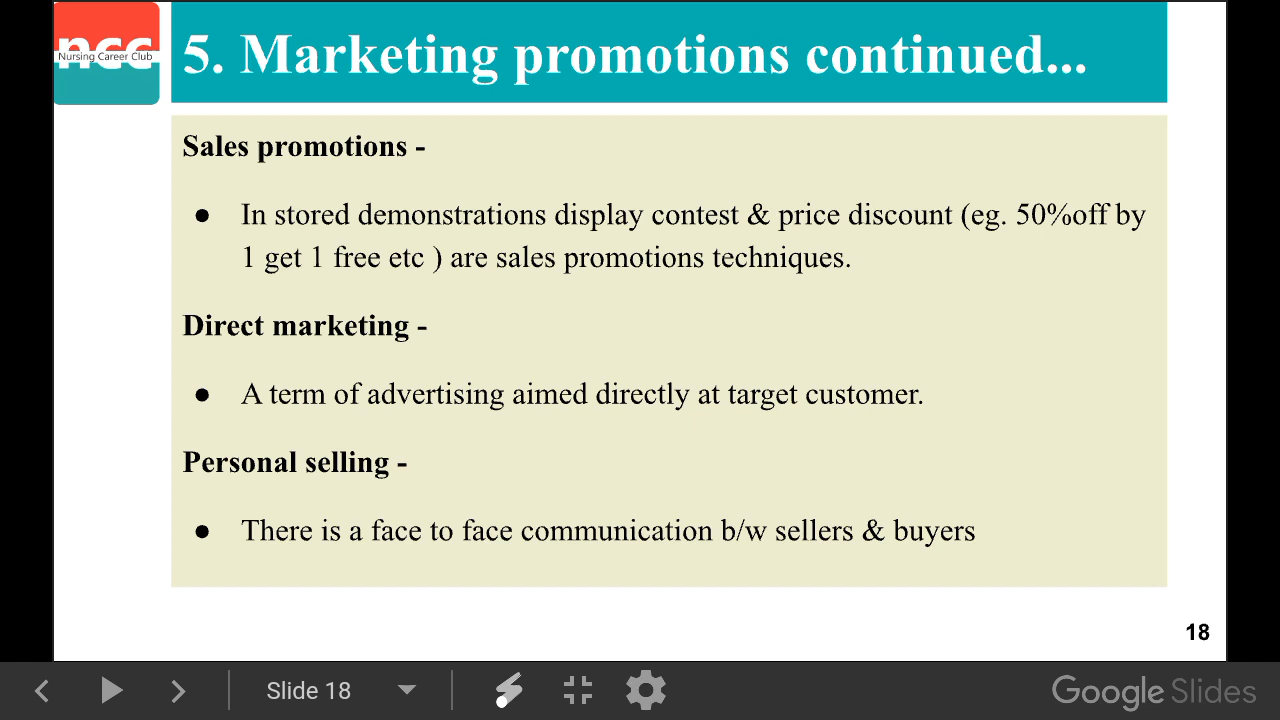 ncc
Nursing Career Club
5. Marketing promotions continued...
Sales promotions -
● In stored demonstrations display contest & price discount (eg. 50%off by
1 get 1 free etc ) are sales promotions techniques.
Direct marketing -
● A term of advertising aimed directly at target customer.
Personal selling -
● There is a face to face communication b/w sellers & buyers
18
Slide 18
Google Slides